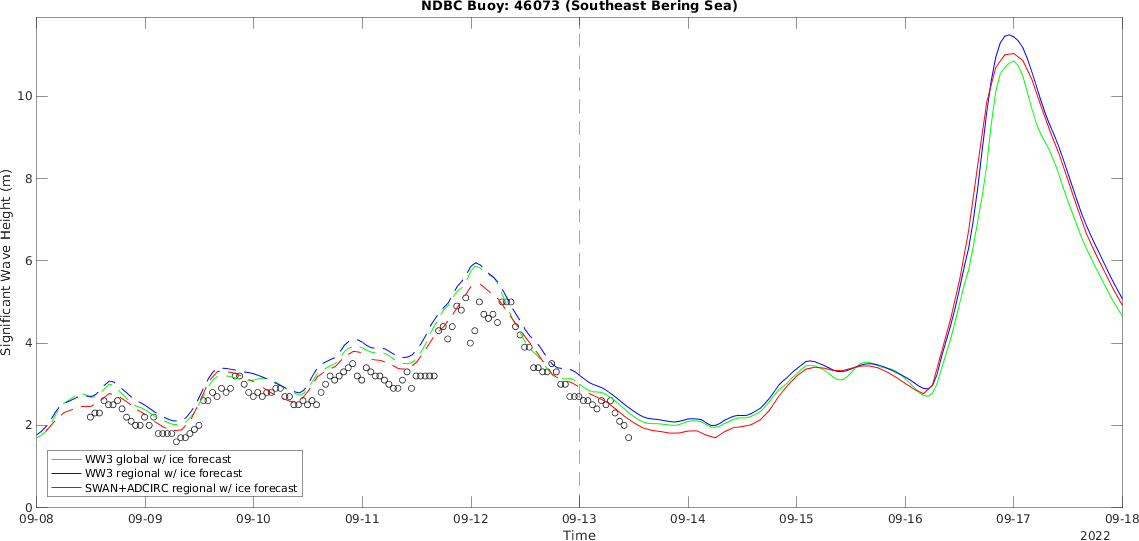 NDBC Buoy: 46073 (Southeast Bering Sea)
Significant Wave Height (m)
10
8
6
4
2
0
WW3 global w/ ice forecast
WW3 regional w/ ice forecast
SWAN+ADCIRC regional w/ ice forecast
09-08 09-09 09-10 09-11 09-12 09-13 09-14 09-15 09-16 09-17 09-18
Time
2022